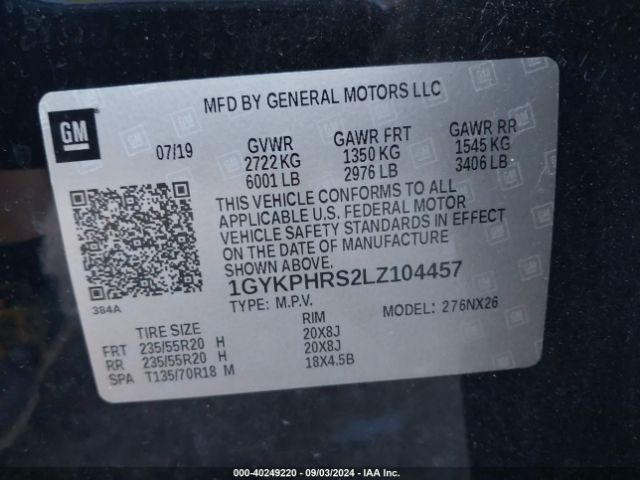 GM
MFD BY GENERAL MOTORS LLC
07/19 GVWR GAWR FRT GAWR RR
2722 KG 1350 KG 1545 KG
6001 LB 2976 LB 3406 LB
THIS VEHICLE CONFORMS TO ALL
APPLICABLE U.S. FEDERAL MOTOR
VEHICLE SAFETY STANDARDS IN EFFECT
ON THE DATE OF MANUFACTURE
SHOWN ABOVE.
1GYKPHRS2LZ104457
384A
TYPE: M.P.V. MODEL: 276NX26
TIRE SIZE RIM
FRT 235/55R20 H 20X8J
RR 235/55R20 H 20X8J
SPA T135/70R18 M 18X4.5B
000-40249220 - 09/03/2024 - IAA Inc.